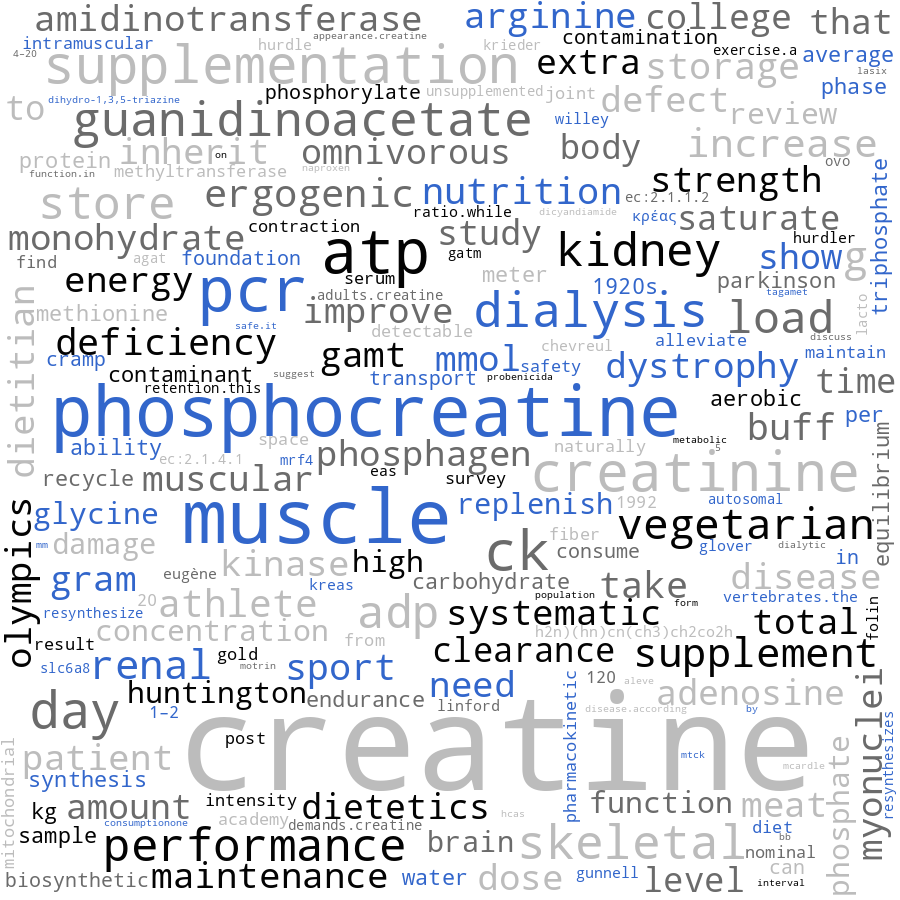 amidinotransferase arginine college that
intramuscular appearance.creatine hurdle krieder contamination exercise.a average
4–20 supplementation extra storage lasix
to dihydro-1,3,5-triazine phosphorylate unsupplemented joint defect review phase
guanidinoacetate willey
protein inherit on omnivorous body increase ovo
function.in methyltransferase naproxen strength
store ergogenic nutrition ec:2.1.1.2 triphosphate
ratio.while dicyandiamide κρέας saturate
monohydrate contraction atp study kidney hurdler
find agat foundation gatm show g
energy pcr serum meter 1920s parkinson
adults.creatine tagamet
dietitian methionine improve dialysis load lacto
safe.it detectable
deficiency gamt chevreul alleviate discuss
cramp mmol safety dystrophy maintain
contaminant suggest transport probenicida time
retention.this aerobic
phosphocreatine buff per
ability space naturally metabolic
ec:2.1.4.1 mrf4 phosphagen 5 equilibrium
recycle muscular eas survey creatinine
olympics glycine muscle replenish 1992 autosomal
mm damage ck fiber vegetarian
kinase high consume glover dialytic in
gram eugène kreas carbohydrate take disease
20 athlete population vertebrates.the
resynthesize adp systematic form total folin
concentration from h2n)(hn)cn(ch3)ch2co2h
result gold clearance supplement
slc6a8 renal motrin sport
huntington endurance need 120 aleve adenosine myonuclei
day 1–2 linford disease.according by
creatine
mitochondrial patient post pharmacokinetic mtck resynthesizes
synthesis mcardle phosphate
kg amount intensity dietetics hcas function meat
consumptionone academy demands.creatine diet
sample performance brain skeletal bb
nominal
biosynthetic maintenance water dose gunnell level can
interval